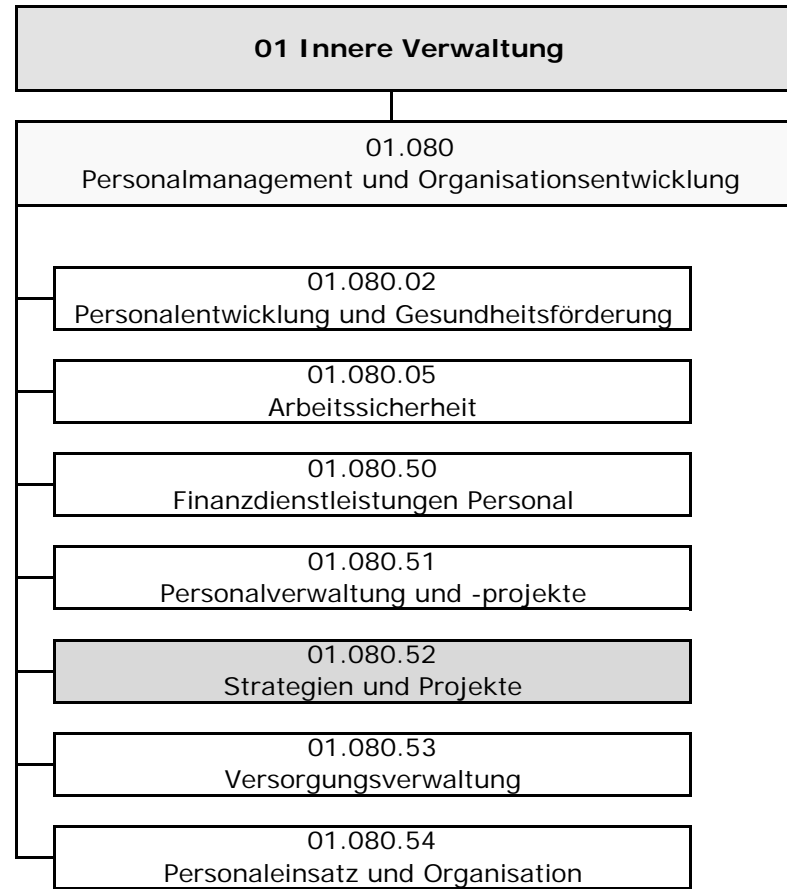 01 Innere Verwaltung
01.080
Personalmanagement und Organisationsentwicklung
01.080.02
Personalentwicklung und Gesundheitsförderung
01.080.05
Arbeitssicherheit
01.080.50
Finanzdienstleistungen Personal
01.080.51
Personalverwaltung und -projekte
01.080.52
Strategien und Projekte
01.080.53
Versorgungsverwaltung
01.080.54
Personaleinsatz und Organisation